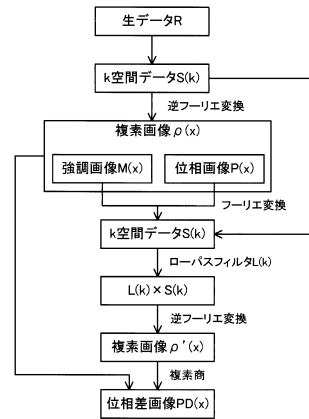 生データR
k空間データS(k)
逆フーリエ変換
複素画像ρ(x)
強調画像M(x)
位相画像P(x)
フーリエ変換
k空間データS(k)
ローパスフィルタL(k)
L(k)×S(k)
逆フーリエ変換
複素画像ρ'(x)
複素商
位相差画像PD(x)